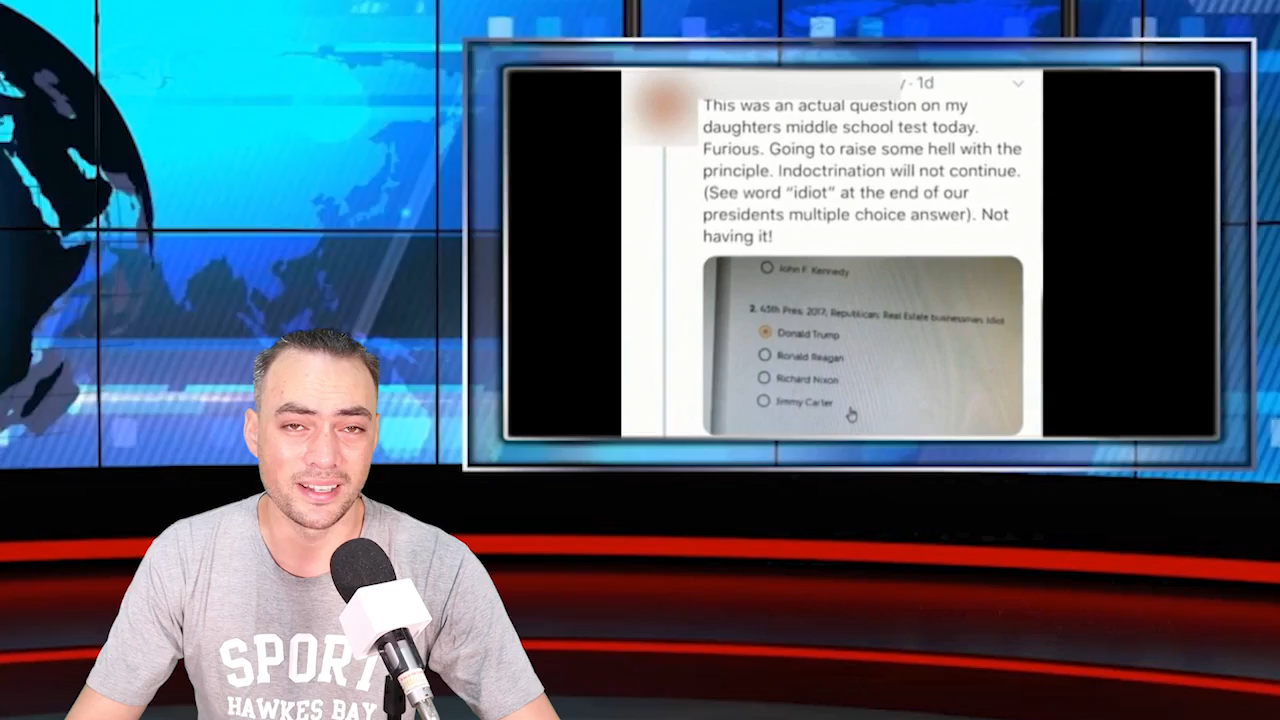 · 1d
This was an actual question on my
daughters middle school test today.
Furious. Going to raise some hell with the
principle. Indoctrination will not continue.
(See word “idiot” at the end of our
presidents multiple choice answer). Not
having it!
John F. Kennedy
2. 45th Pres. 2017; Republican; Real Estate businessman; Idiot
Donald Trump
Ronald Reagan
Richard Nixon
Jimmy Carter
SPORT
HAWKES BAY